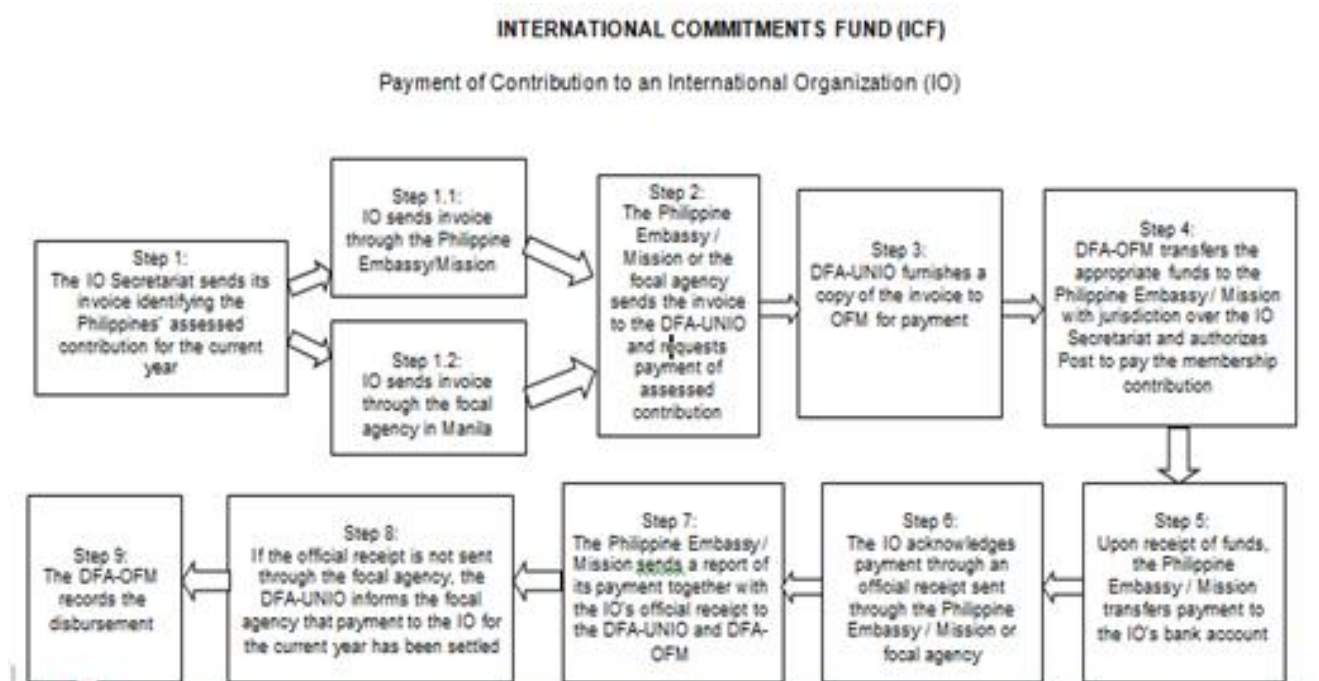 INTERNATIONAL COMMITMENTS FUND (ICF)
Payment of Contribution to an International Organization (IO)
Step 1:
The IO Secretariat sends its
invoice identifying the
Philippines' assessed
contribution for the current
year
Step 1.1:
IO sends invoice
through the Philippine
Embassy/Mission
Step 1.2:
IO sends invoice
through the focal
agency in Manila
Step 2:
The Philippine
Embassy /
Mission or the
focal agency
sends the invoice
to the DFA-UNIO
and requests
payment of
assessed
contribution
Step 3:
DFA-UNIO furnishes a
copy of the invoice to
OFM for payment
Step 4:
DFA-OFM transfers the
appropriate funds to the
Philippine Embassy / Mission
with jurisdiction over the IO
Secretariat and authorizes
Post to pay the membership
contribution
Step 5:
Upon receipt of funds,
the Philippine
Embassy / Mission
transfers payment to
the IO's bank account
Step 6:
The IO acknowledges
payment through an
official receipt sent
through the Philippine
Embassy / Mission or
focal agency
Step 7:
The Philippine Embassy /
Mission sends a report of
its payment together with
the IO's official receipt to
the DFA-UNIO and DFA-
OFM
Step 8:
If the official receipt is not sent
through the focal agency, the
DFA-UNIO informs the focal
agency that payment to the IO for
the current year has been settled
Step 9:
The DFA-OFM
records the
disbursement